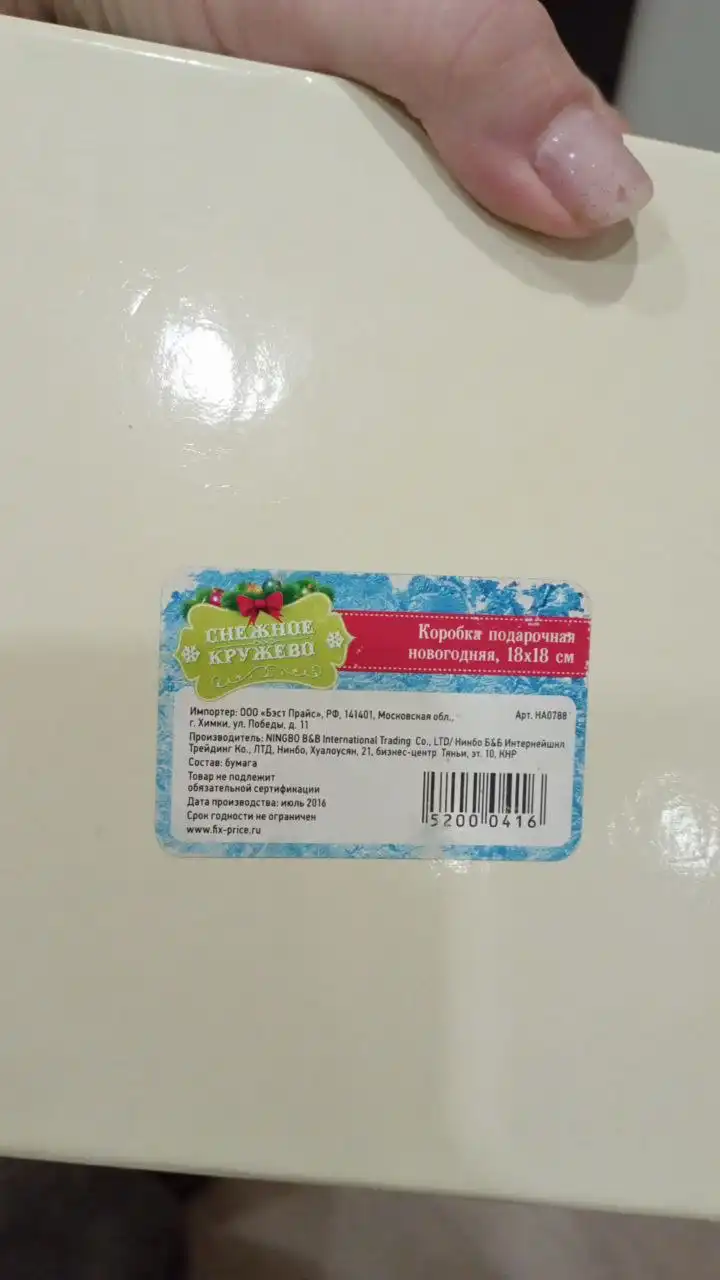 СНЕЖНОЕ
КРУЖЕВО
Коробка подарочная
новогодняя, 18х18 см
Импортер: ООО «Бэст Прайс», РФ, 141401, Московская обл.,
г. Химки, ул. Победы, д. 11
Арт. НА0788
Производитель: NINGBO B&B International Trading Co., LTD/ Нинбо Б&Б Интернейшнл
Трейдинг Ко., ЛТД, Нинбо, Хуалоусян, 21, бизнес-центр Тяньи, эт. 10, КНР
Состав: бумага
Товар не подлежит
обязательной сертификации
Дата производства: июль 2016
Срок годности не ограничен
www.fix-price.ru
52000416